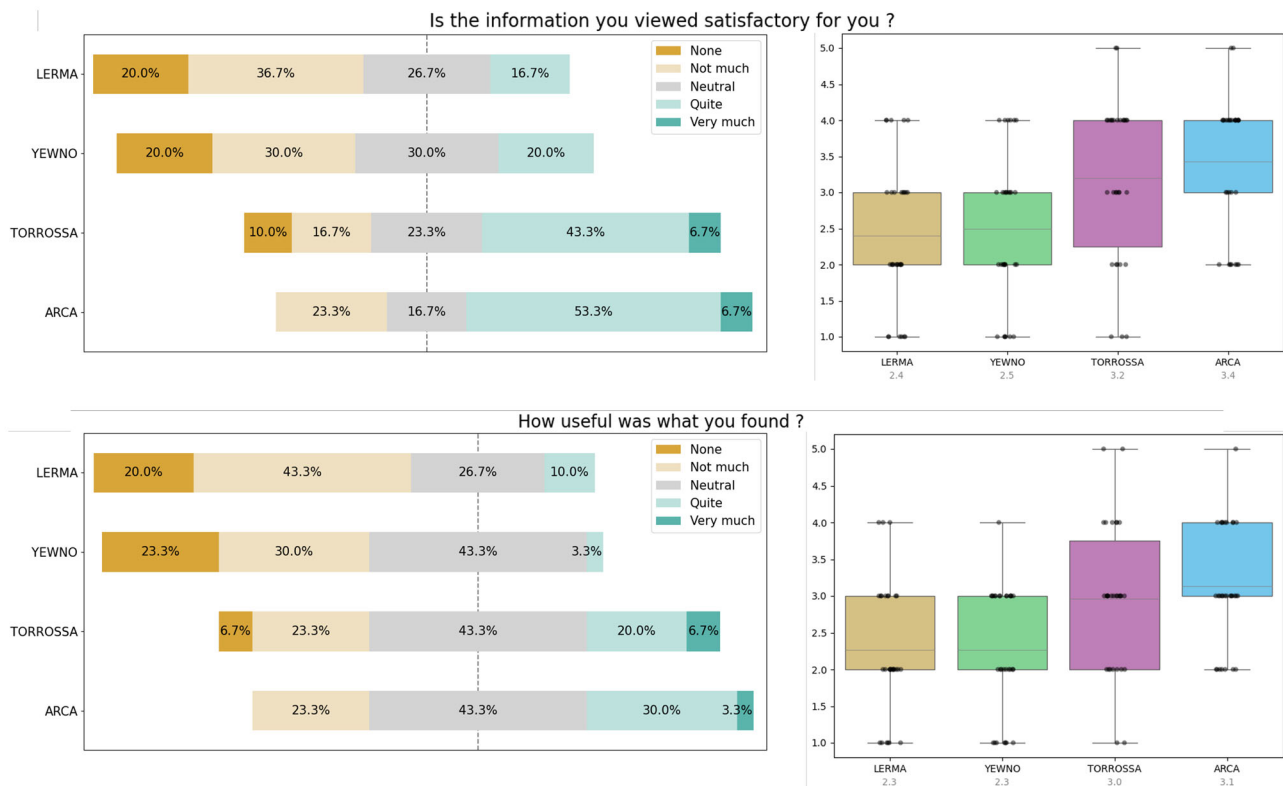 Is the information you viewed satisfactory for you ?
None
Not much
Neutral
Quite
Very much
LERMA
20.0% 36.7% 26.7% 16.7%
YEWNO
20.0% 30.0% 30.0% 20.0%
TORROSSA
10.0% 16.7% 23.3% 43.3% 6.7%
ARCA
23.3% 16.7% 53.3% 6.7%
5.0
4.5
4.0
3.5
3.0
2.5
2.0
1.5
1.0
LERMA YEWNO TORROSSA ARCA
2.4 2.5 3.2 3.4
How useful was what you found ?
None
Not much
Neutral
Quite
Very much
LERMA
20.0% 43.3% 26.7% 10.0%
YEWNO
23.3% 30.0% 43.3% 3.3%
TORROSSA
6.7% 23.3% 43.3% 20.0% 6.7%
ARCA
23.3% 43.3% 30.0% 3.3%
5.0
4.5
4.0
3.5
3.0
2.5
2.0
1.5
1.0
LERMA YEWNO TORROSSA ARCA
2.3 2.3 3.0 3.1